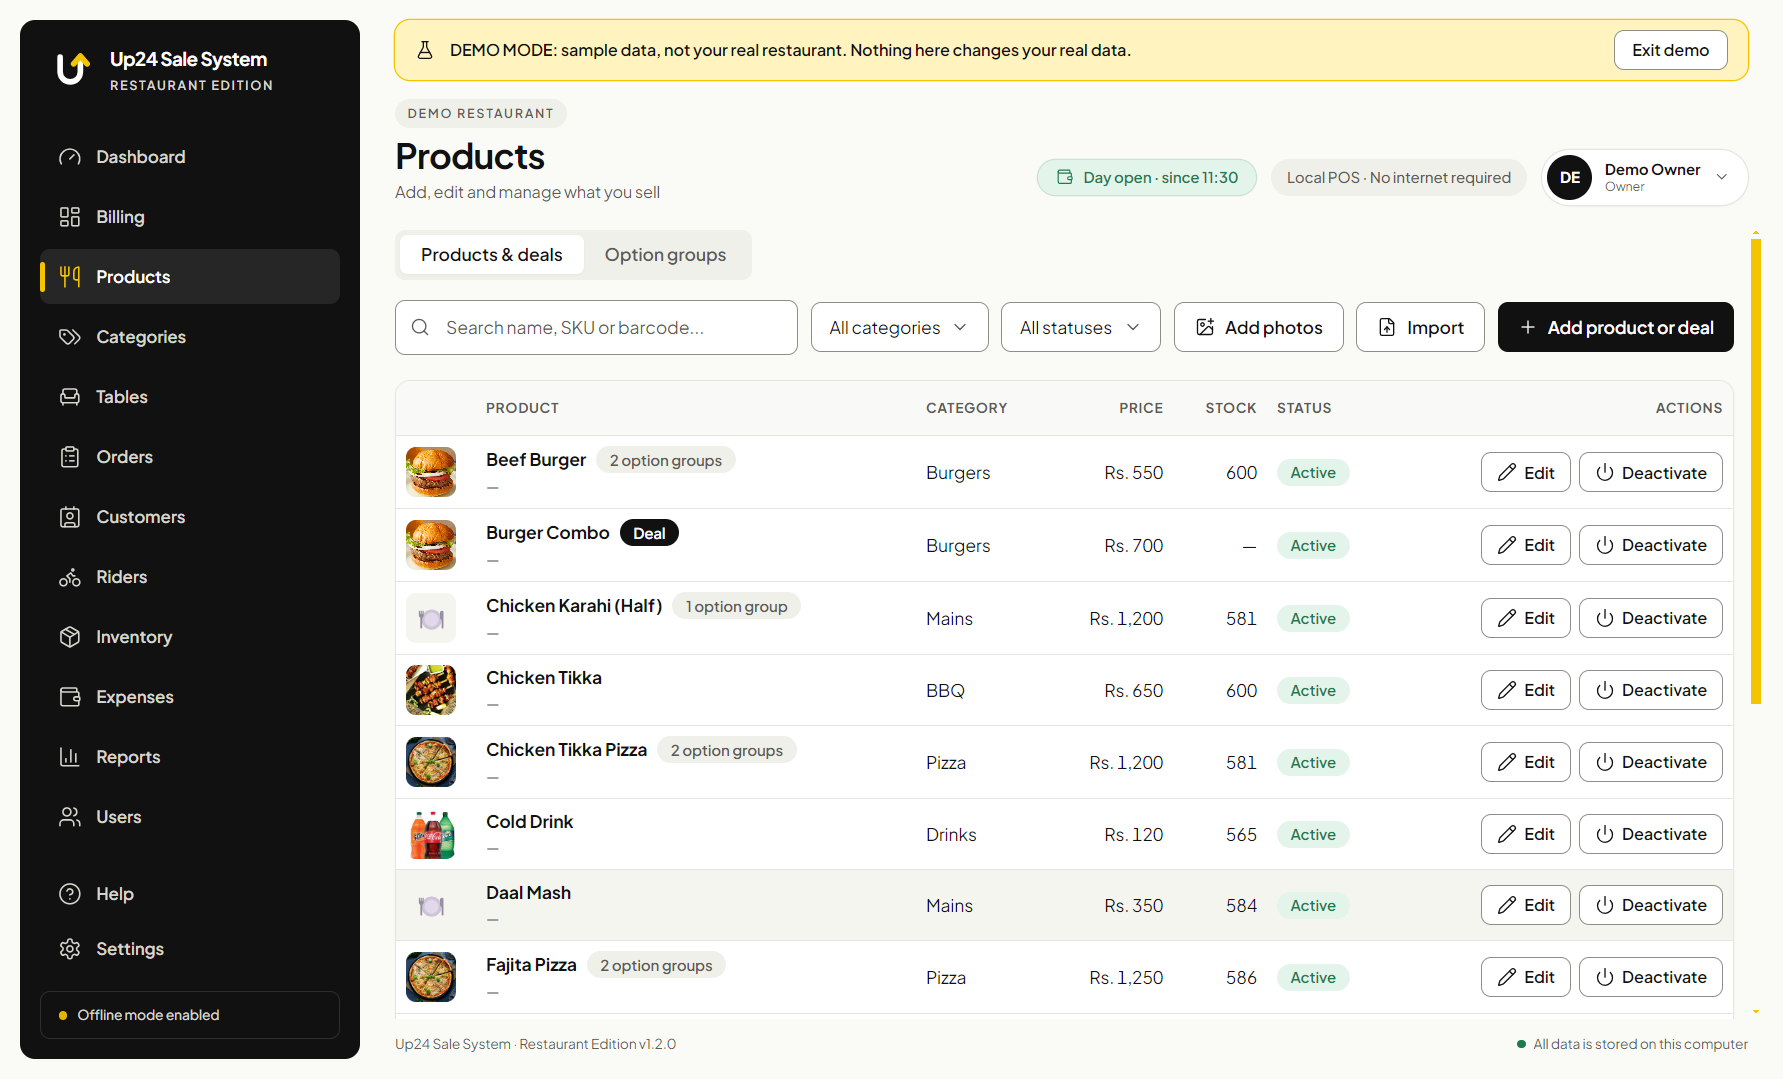 Up24 Sale System
RESTAURANT EDITION
Dashboard
Billing
Products
Categories
Tables
Orders
Customers
Riders
Inventory
Expenses
Reports
Users
Help
Settings
Offline mode enabled
DEMO MODE: sample data, not your real restaurant. Nothing here changes your real data.
Exit demo
DEMO RESTAURANT
Products
Add, edit and manage what you sell
Day open · since 11:30
Local POS · No internet required
DE
Demo Owner
Owner
Products & deals
Option groups
Search name, SKU or barcode...
All categories
All statuses
Add photos
Import
Add product or deal
PRODUCT CATEGORY PRICE STOCK STATUS ACTIONS
Beef Burger 2 option groups
—
Burgers Rs. 550 600 Active Edit Deactivate
Burger Combo Deal
—
Burgers Rs. 700 — Active Edit Deactivate
Chicken Karahi (Half) 1 option group
—
Mains Rs. 1,200 581 Active Edit Deactivate
Chicken Tikka
—
BBQ Rs. 650 600 Active Edit Deactivate
Chicken Tikka Pizza 2 option groups
—
Pizza Rs. 1,200 581 Active Edit Deactivate
Cold Drink
—
Drinks Rs. 120 565 Active Edit Deactivate
Daal Mash
—
Mains Rs. 350 584 Active Edit Deactivate
Fajita Pizza 2 option groups
—
Pizza Rs. 1,250 586 Active Edit Deactivate
Up24 Sale System · Restaurant Edition v1.2.0
All data is stored on this computer